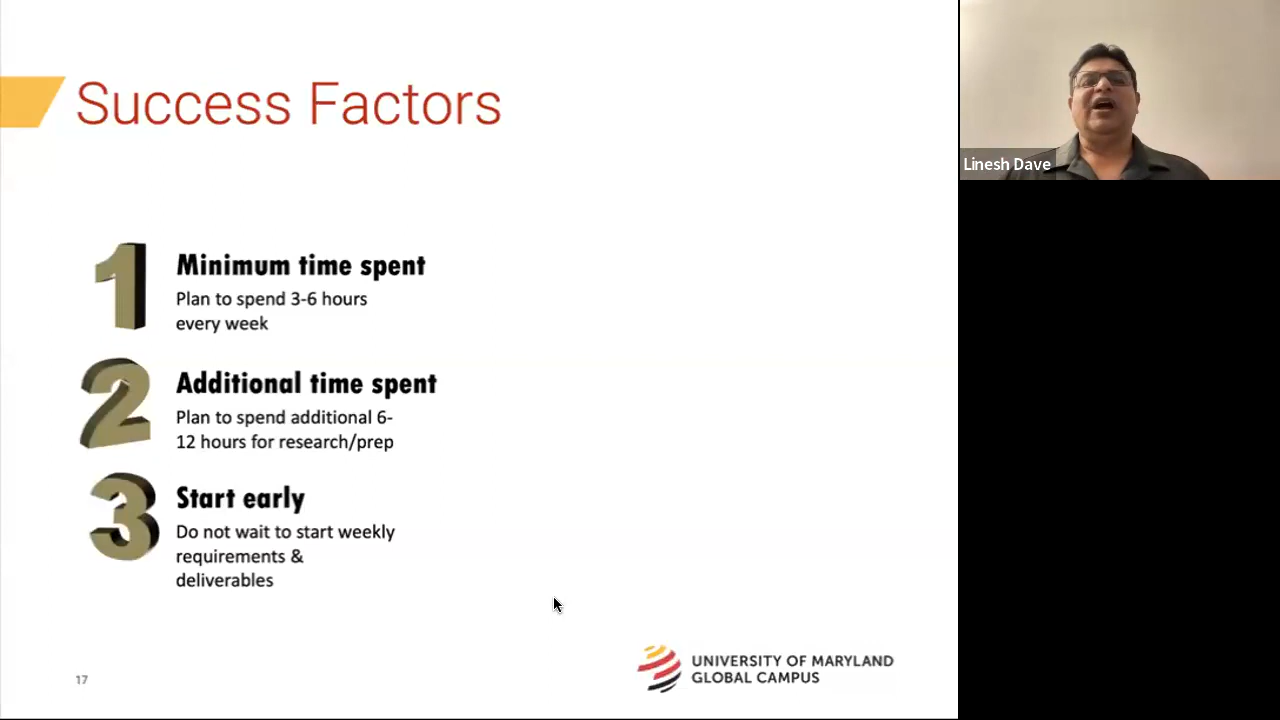 Success Factors
Linesh Dave
1
Minimum time spent
Plan to spend 3-6 hours
every week
2
Additional time spent
Plan to spend additional 6-
12 hours for research/prep
3
Start early
Do not wait to start weekly
requirements &
deliverables
17
UNIVERSITY OF MARYLAND
GLOBAL CAMPUS